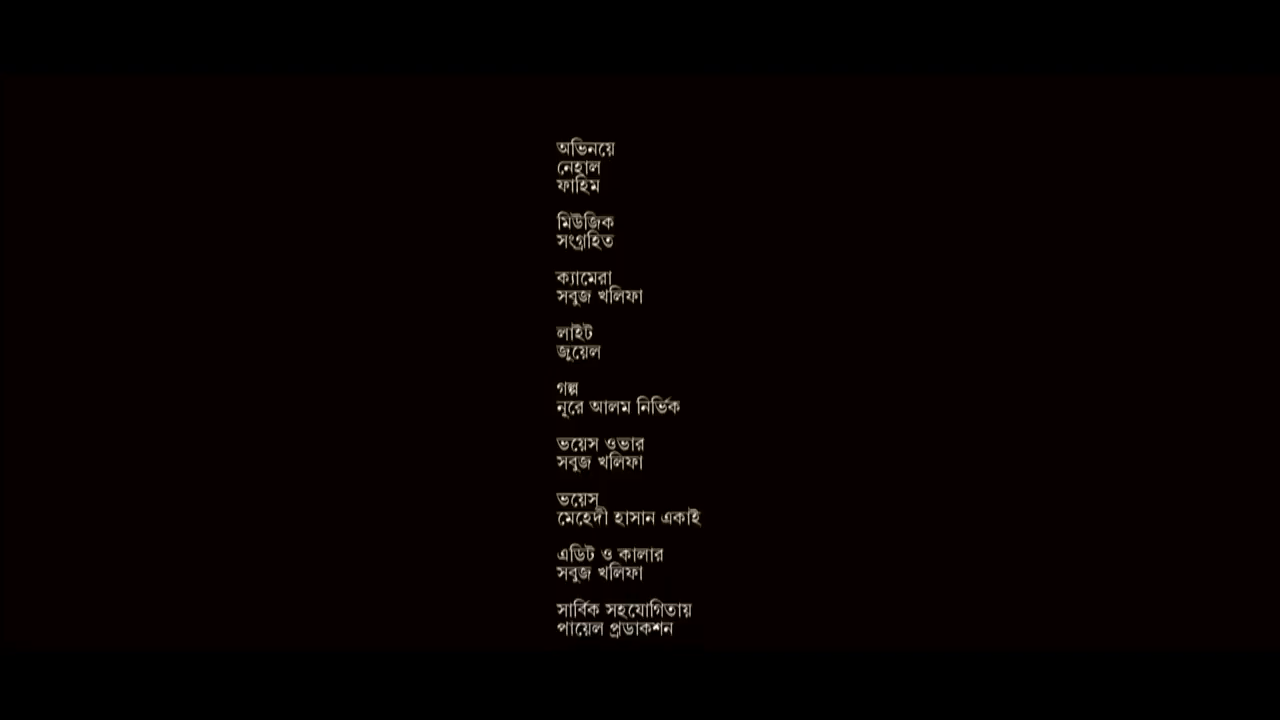 অভিনয়ে
নেহাল
ফাহিম
মিউজিক
সংগ্রহিত
ক্যামেরা
সবুজ খলিফা
লাইট
জুয়েল
গল্প
নূরে আলম নির্ভিক
ভয়েস ওভার
সবুজ খলিফা
ভয়েস
মেহেদী হাসান একাই
এডিট ও কালার
সবুজ খলিফা
সার্বিক সহযোগিতায়
পায়েল প্রডাকশন